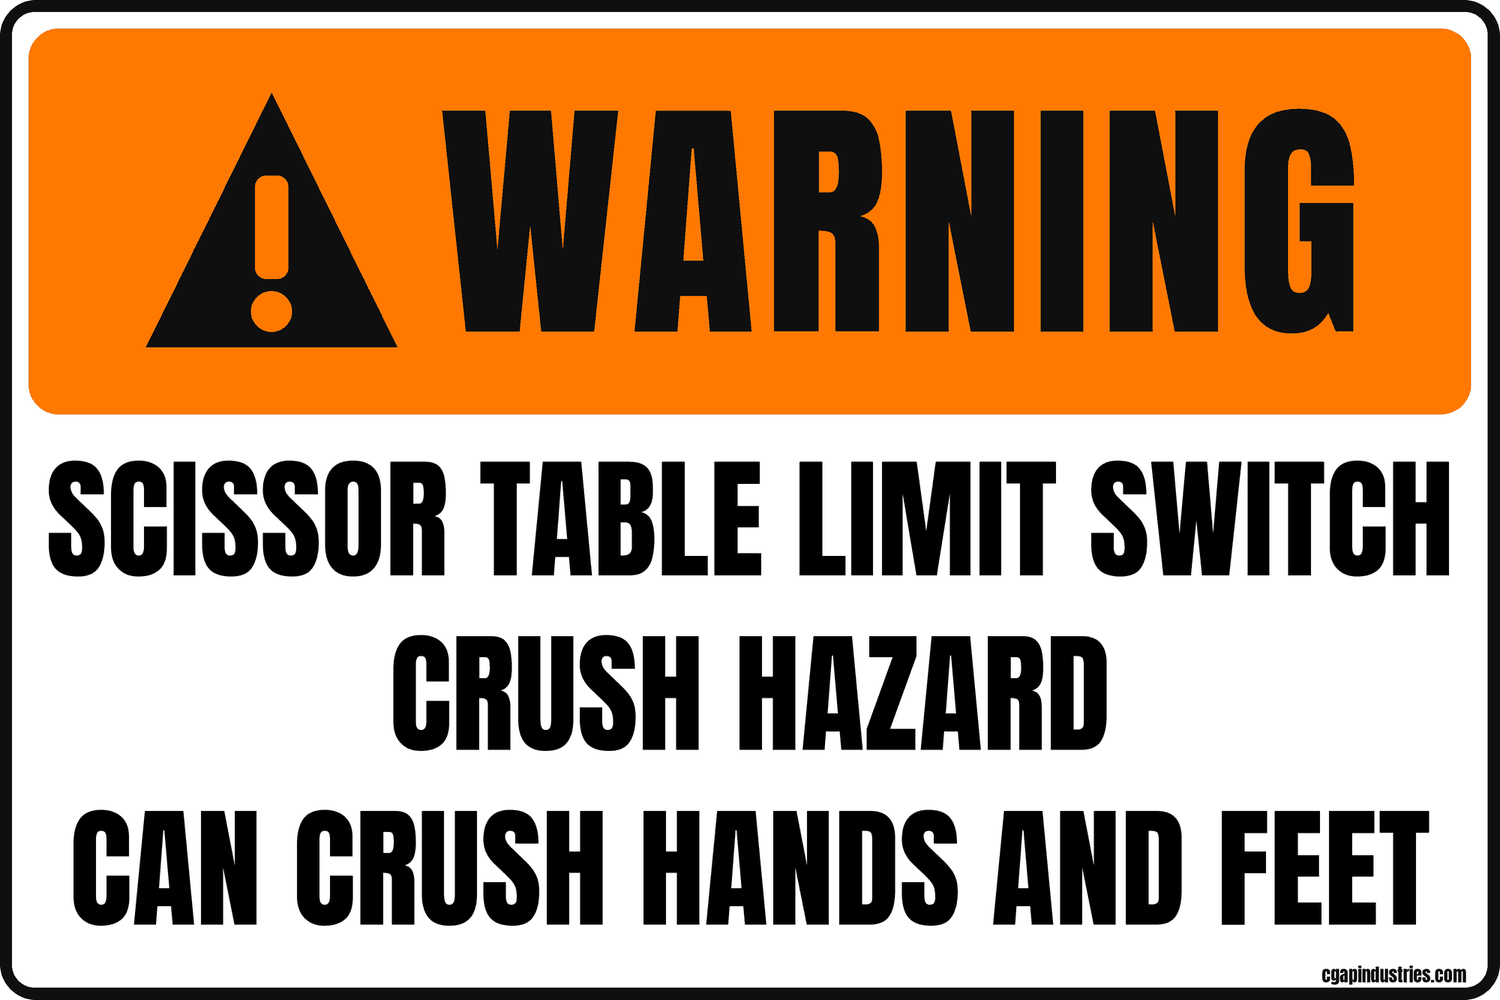 WARNING
SCISSOR TABLE LIMIT SWITCH
CRUSH HAZARD
CAN CRUSH HANDS AND FEET
cgapindustries.com